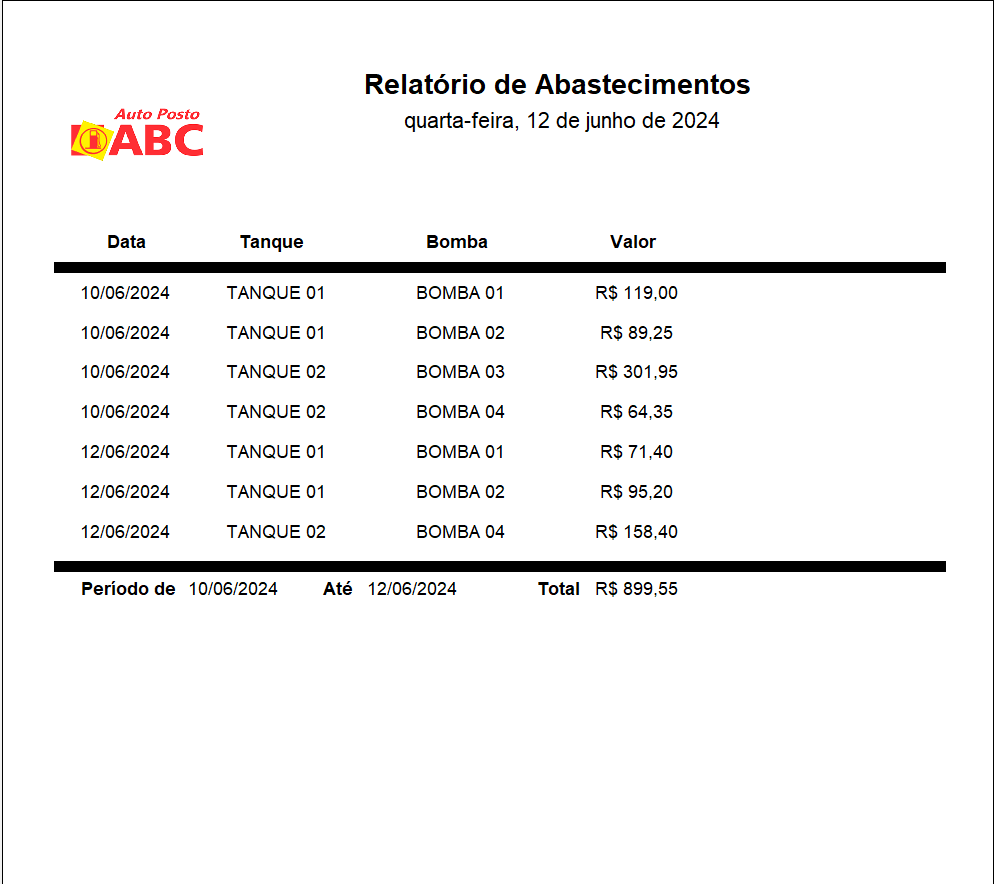 Relatório de Abastecimentos
quarta-feira, 12 de junho de 2024
Auto Posto
ABC
Data Tanque Bomba Valor
10/06/2024 TANQUE 01 BOMBA 01 R$ 119,00
10/06/2024 TANQUE 01 BOMBA 02 R$ 89,25
10/06/2024 TANQUE 02 BOMBA 03 R$ 301,95
10/06/2024 TANQUE 02 BOMBA 04 R$ 64,35
12/06/2024 TANQUE 01 BOMBA 01 R$ 71,40
12/06/2024 TANQUE 01 BOMBA 02 R$ 95,20
12/06/2024 TANQUE 02 BOMBA 04 R$ 158,40
Período de 10/06/2024 Até 12/06/2024 Total R$ 899,55